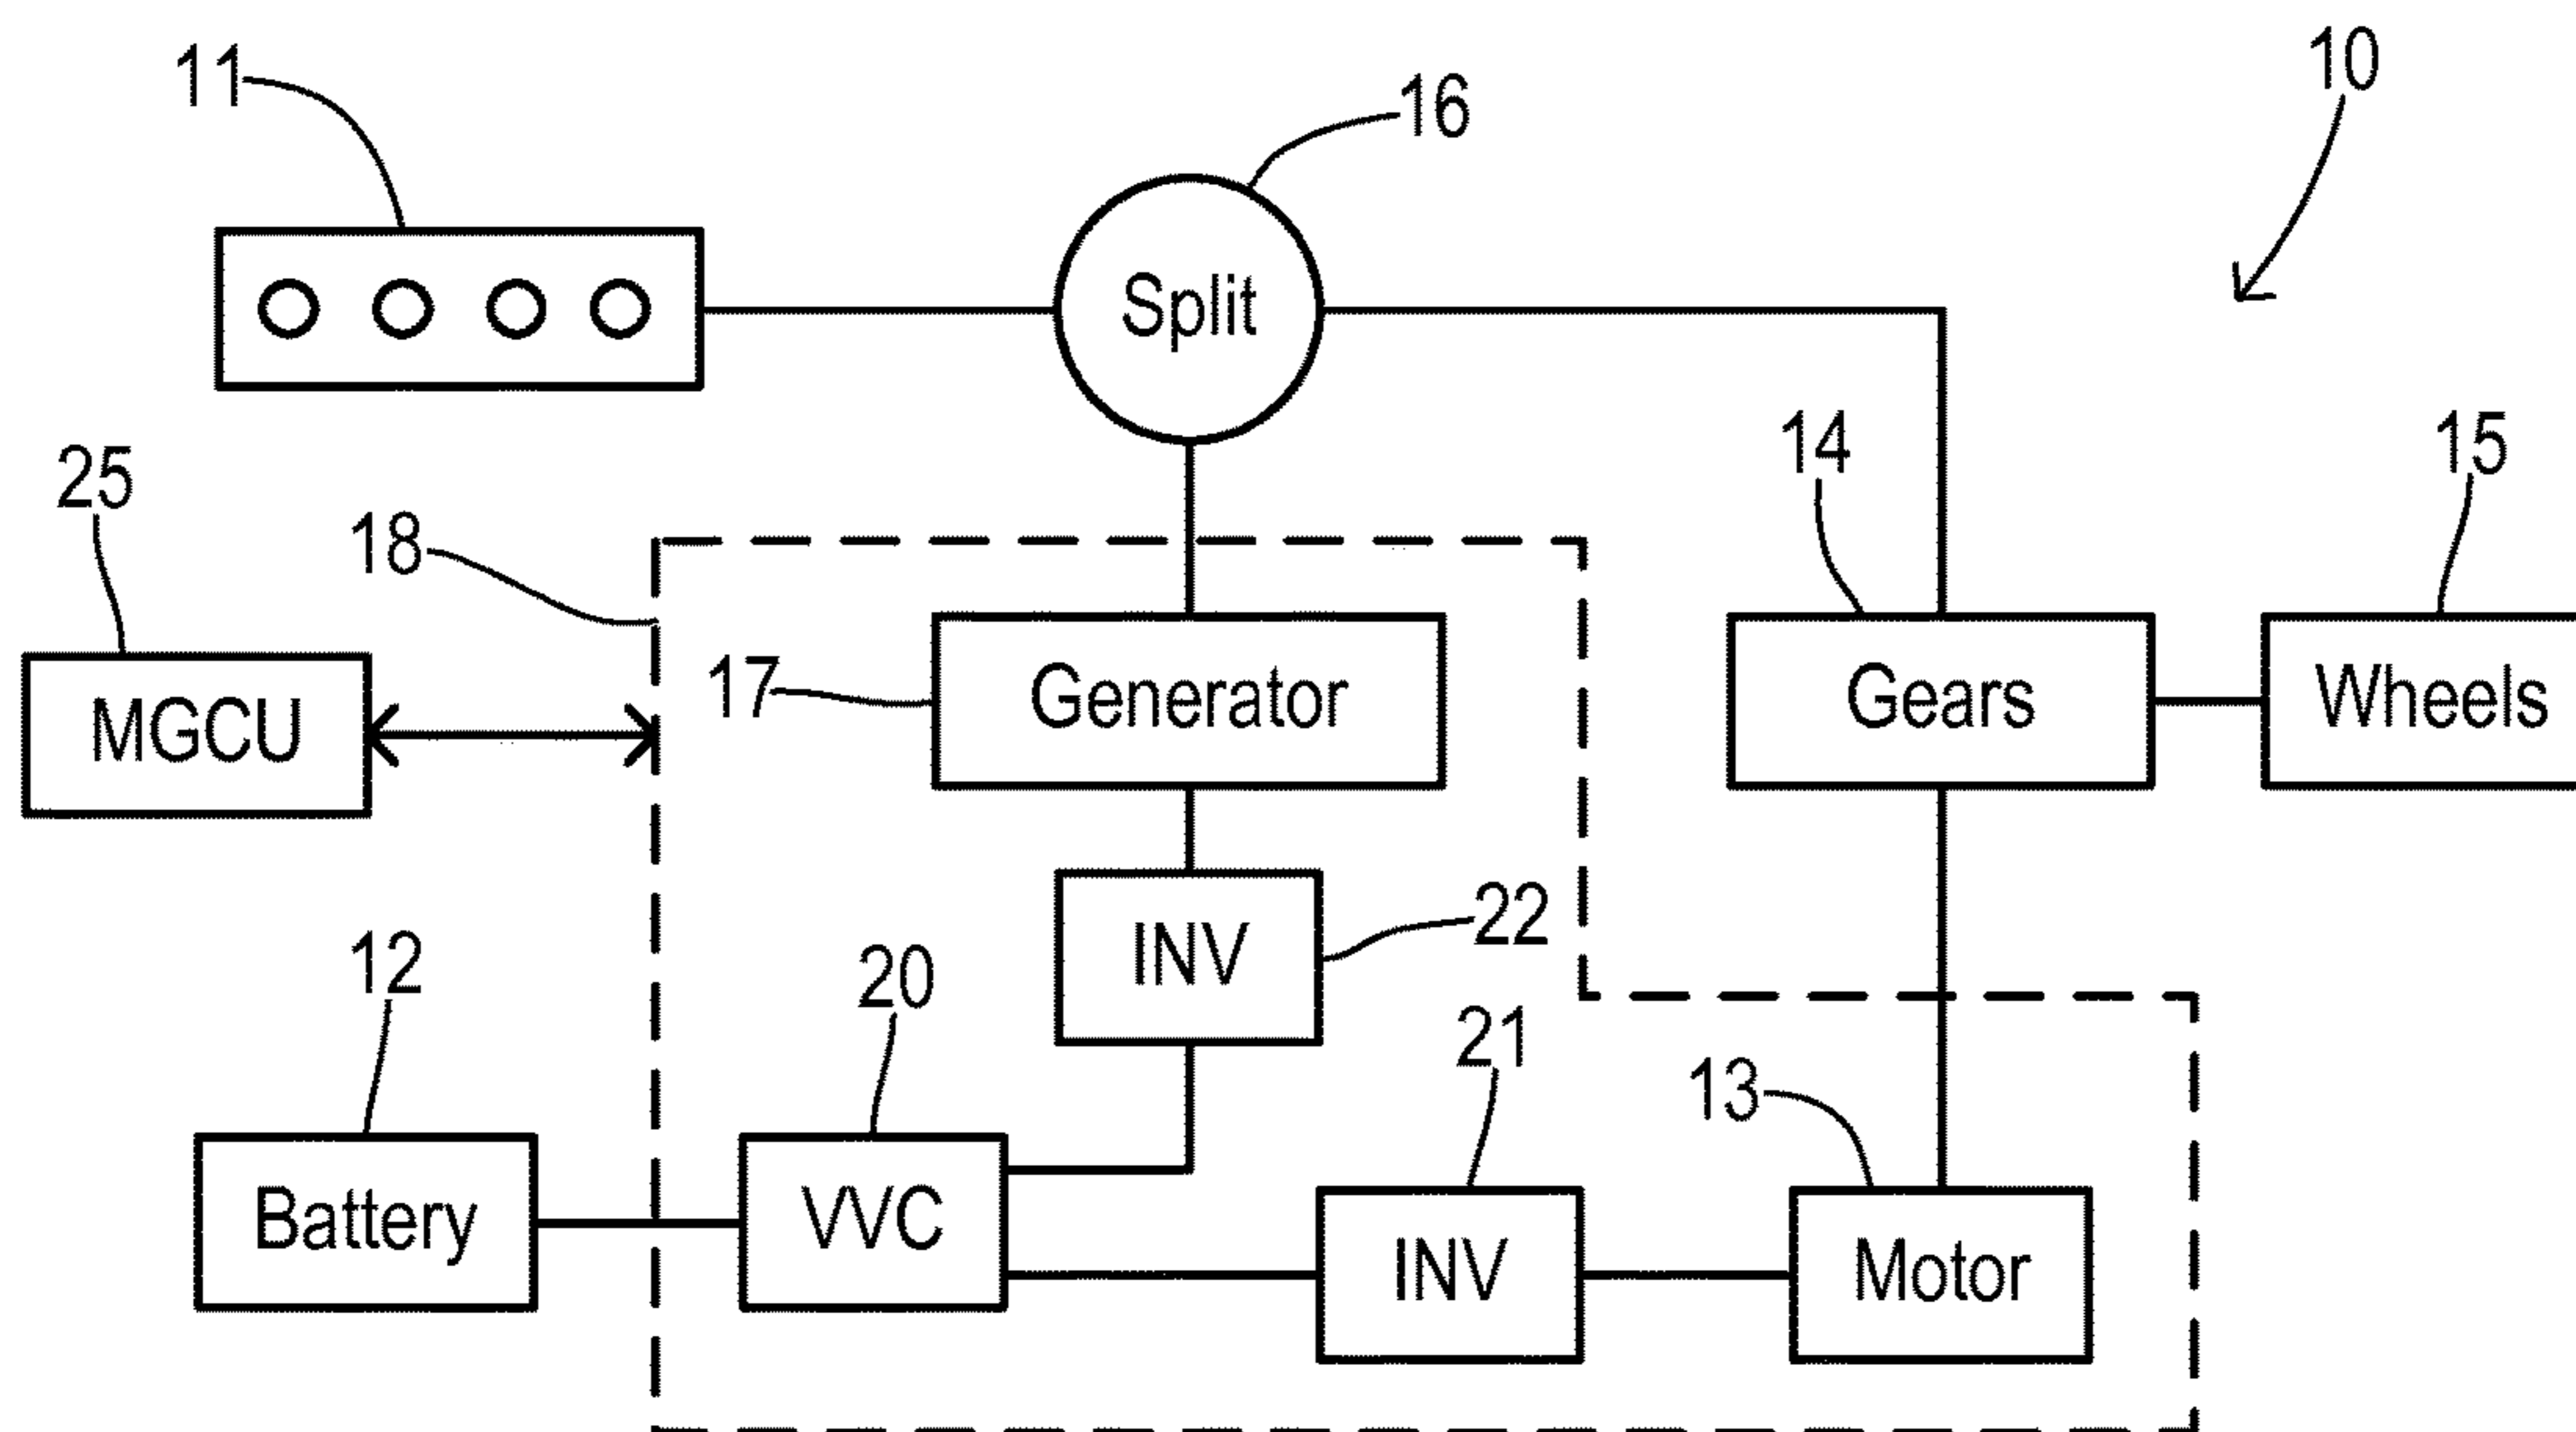 10
11
16
Split
14
15
25
18
17
Generator
Gears
Wheels
MGCU
22
INV
12
20
21
13
Battery
VVC
INV
Motor